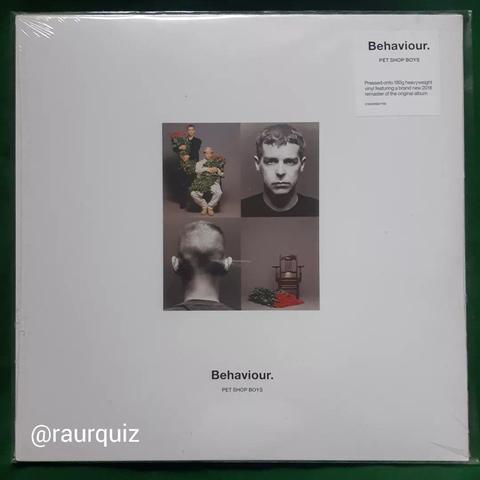 Behaviour.
PET SHOP BOYS
Pressed onto 180g heavyweight
vinyl featuring a brand new 2018
remaster of the original album
Behaviour.
PET SHOP BOYS
@raurquiz